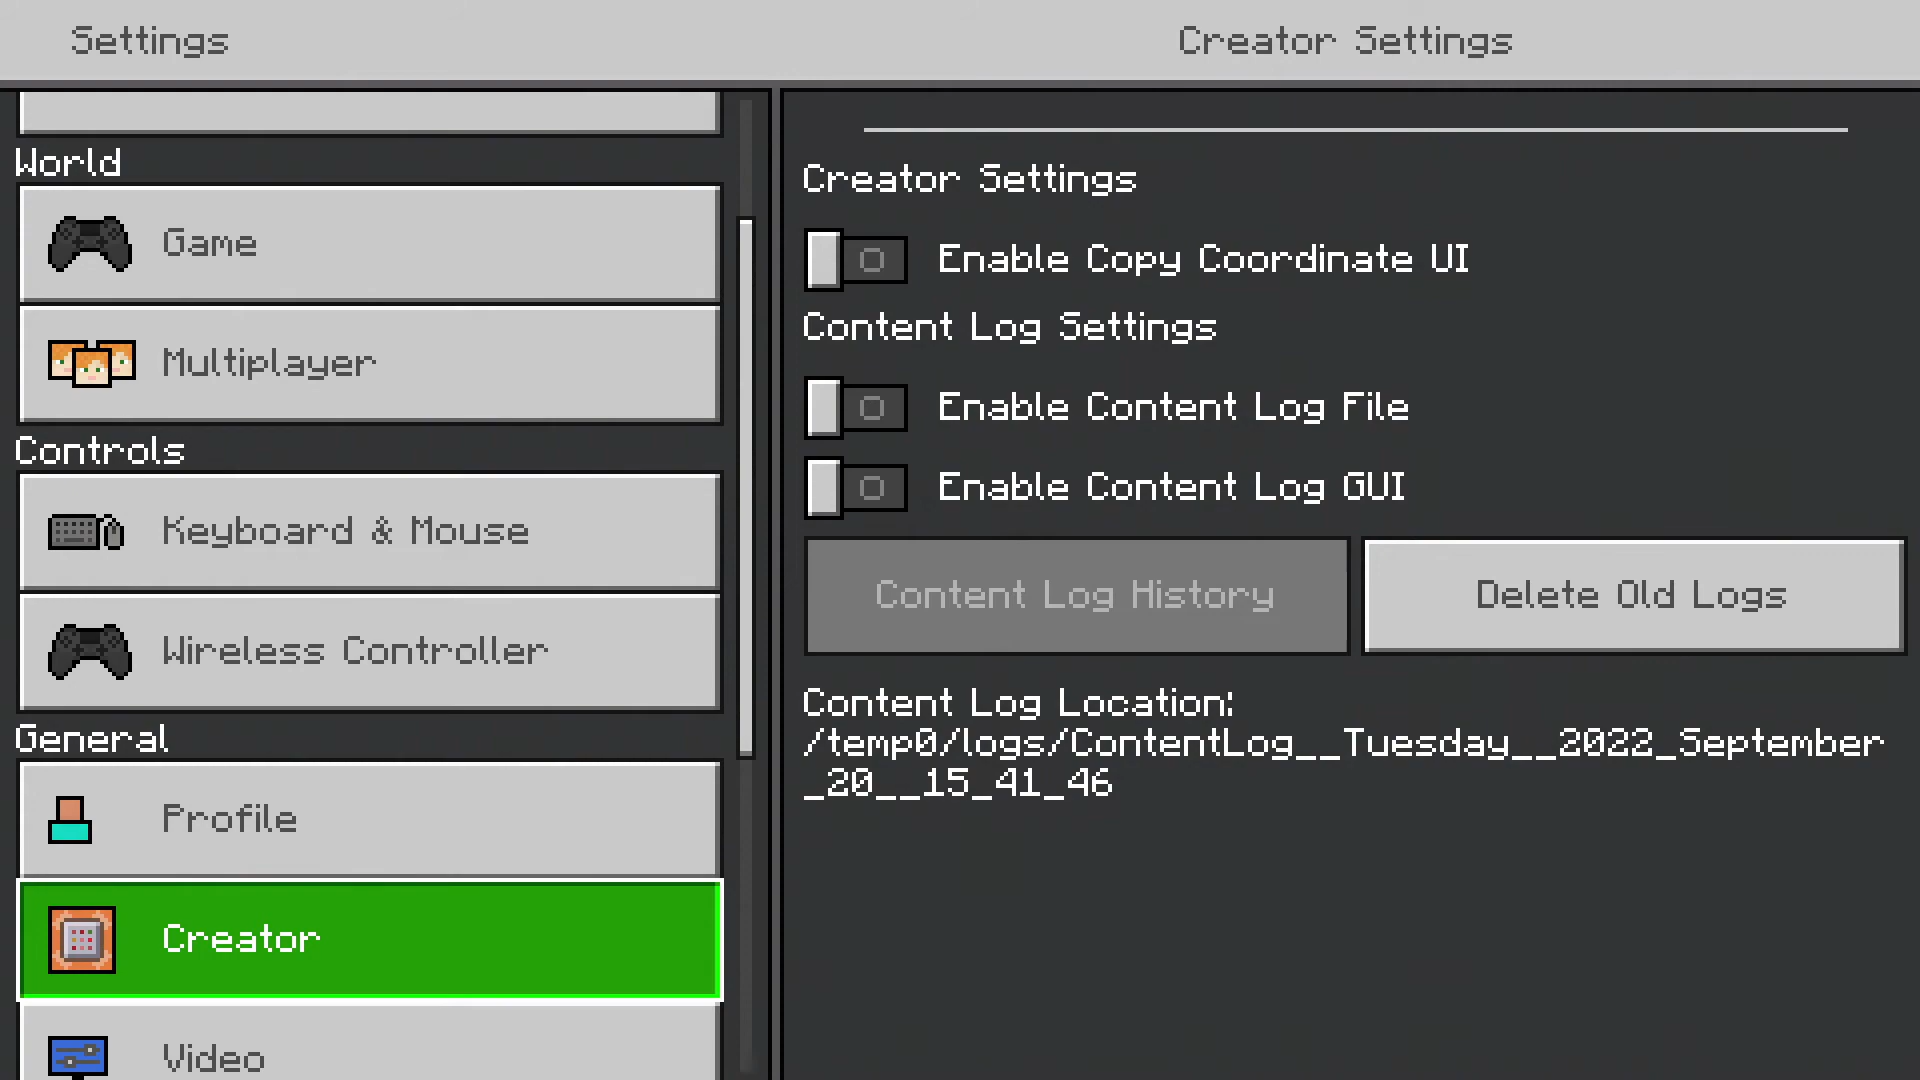 Settings
Creator Settings
World
Game
Multiplayer
Controls
Keyboard & Mouse
Wireless Controller
General
Profile
Creator
Video
Creator Settings
Enable Copy Coordinate UI
Content Log Settings
Enable Content Log File
Enable Content Log GUI
Content Log History
Delete Old Logs
Content Log Location:
/temp0/logs/ContentLog__Tuesday__2022_September
_20__15_41_46